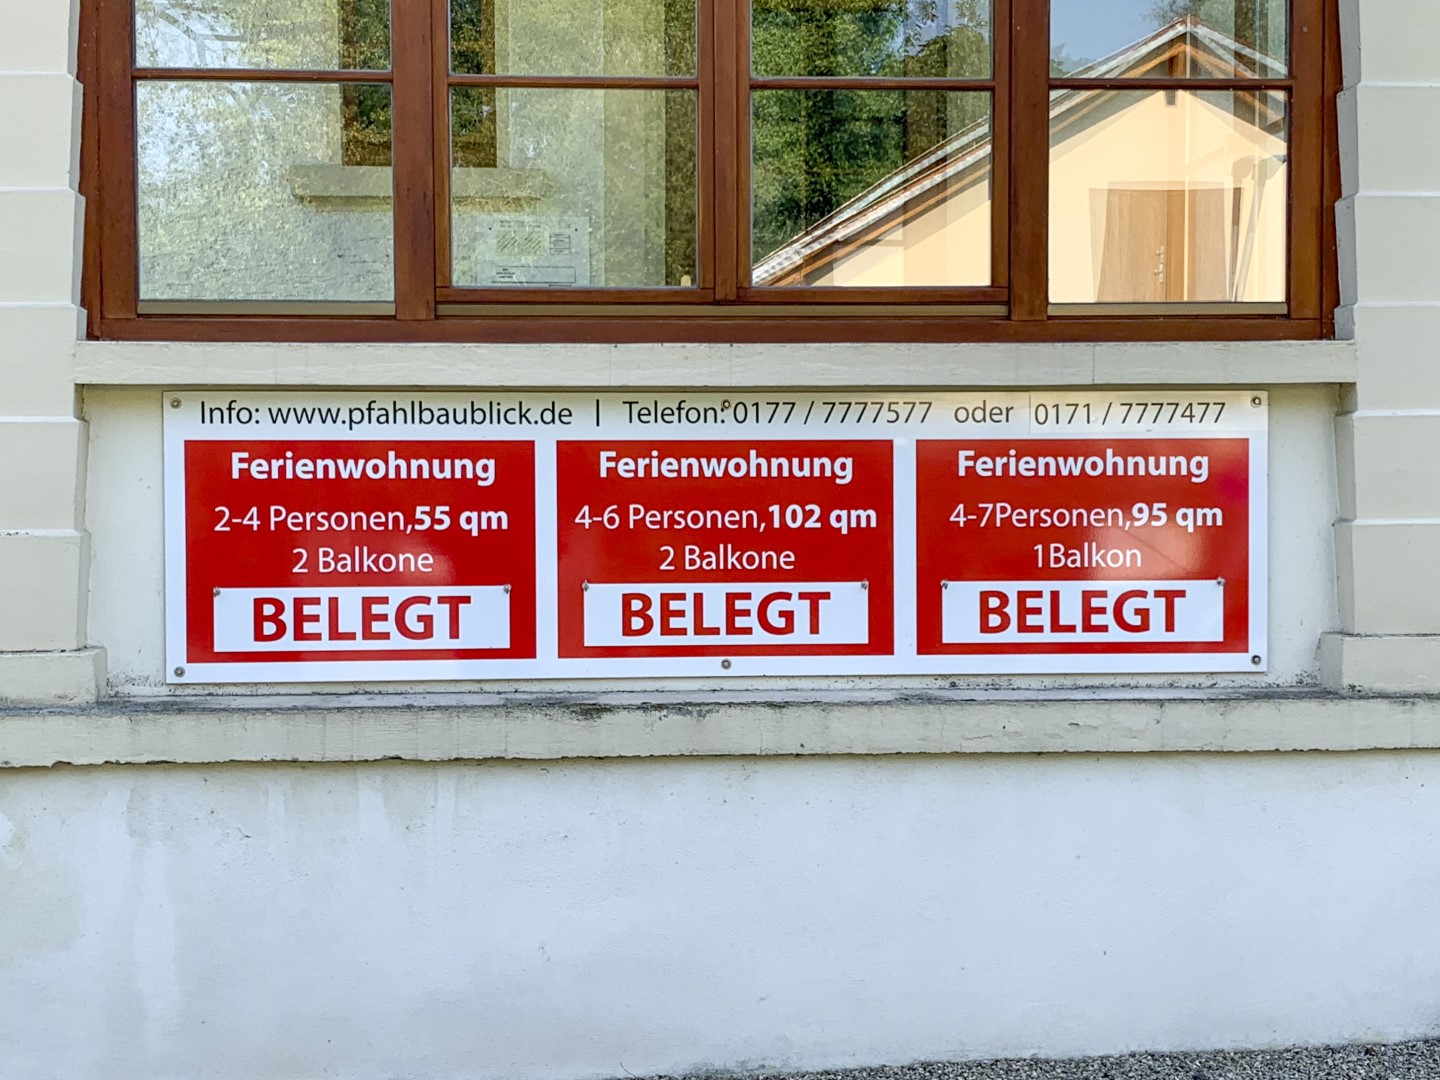 Info: www.pfahlbaublick.de | Telefon: 0177 / 7777577 oder 0171 / 7777477
Ferienwohnung
2-4 Personen,55 qm
2 Balkone
BELEGT
Ferienwohnung
4-6 Personen,102 qm
2 Balkone
BELEGT
Ferienwohnung
4-7Personen,95 qm
1Balkon
BELEGT